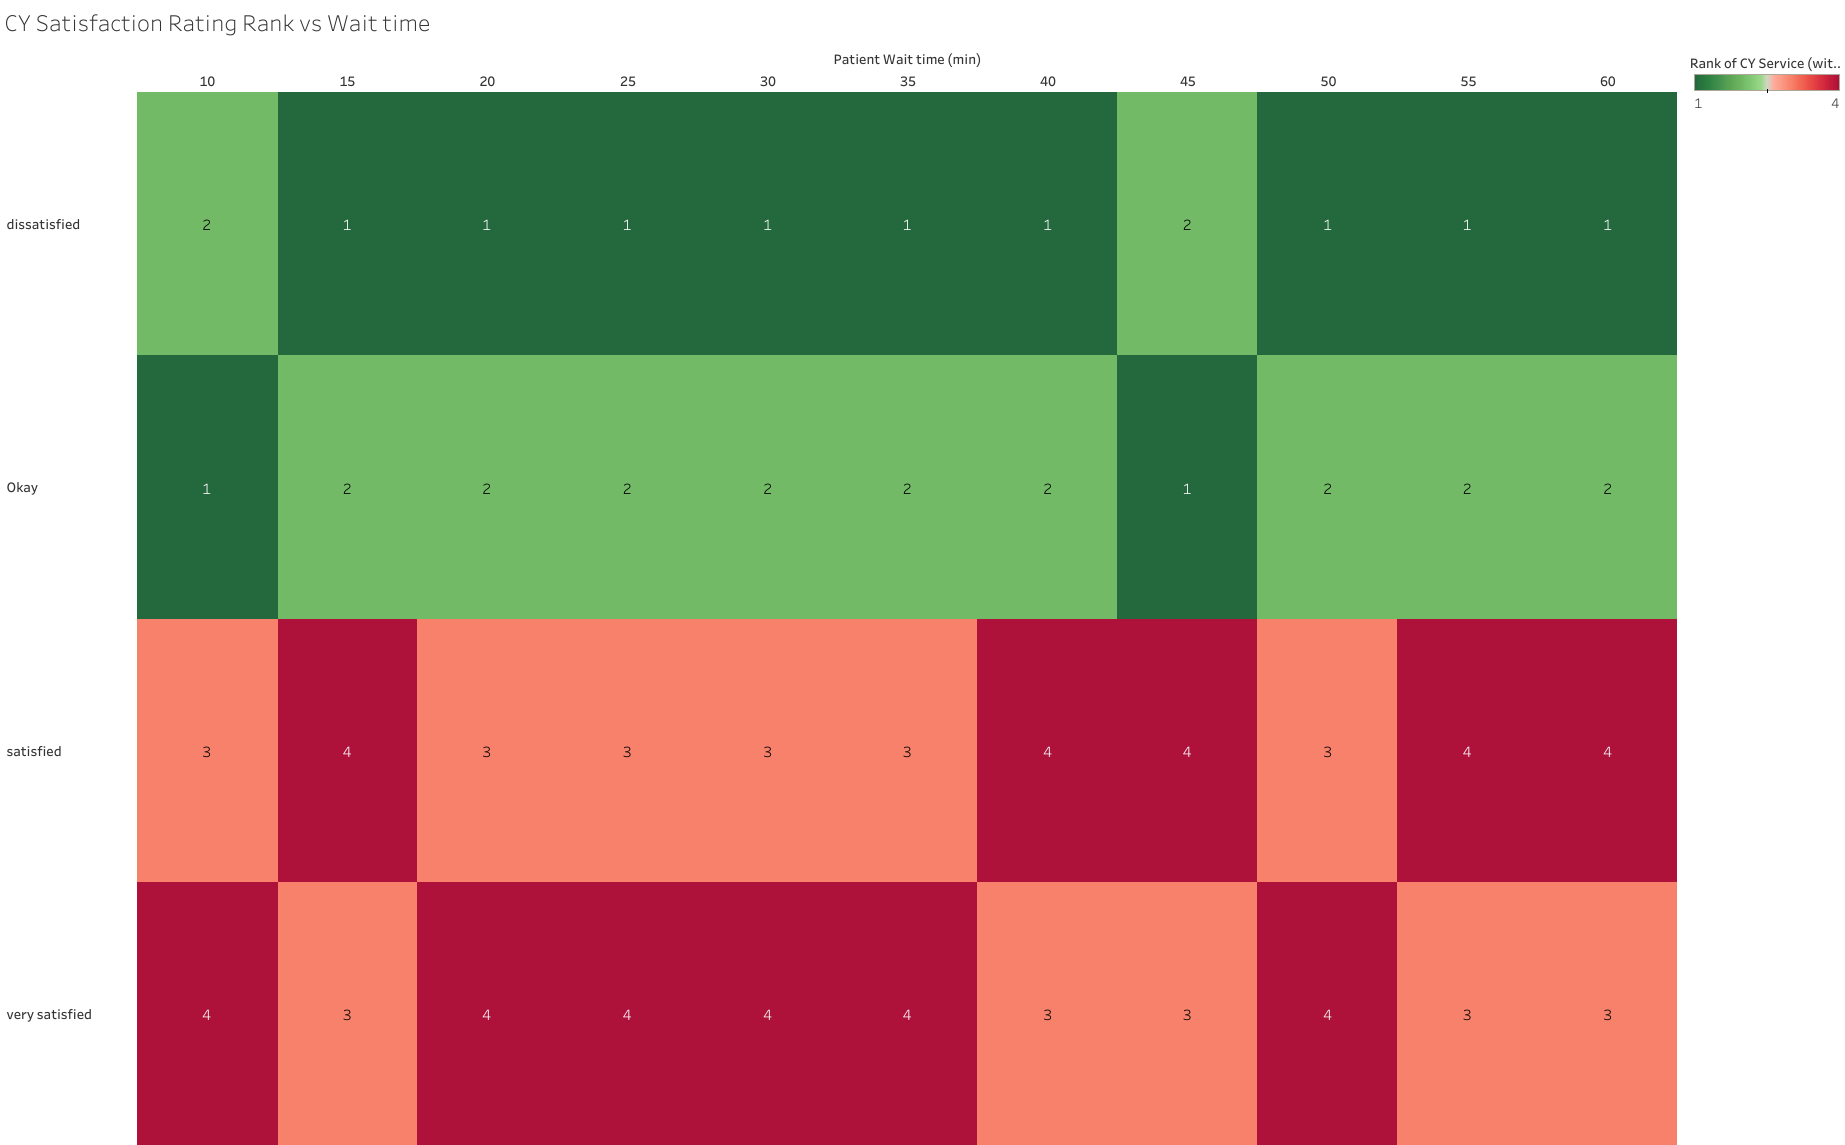 CY Satisfaction Rating Rank vs Wait time
Patient Wait time (min)
10 15 20 25 30 35 40 45 50 55 60
dissatisfied 2 1 1 1 1 1 1 2 1 1 1
Okay 1 2 2 2 2 2 2 1 2 2 2
satisfied 3 4 3 3 3 3 4 4 3 4 4
very satisfied 4 3 4 4 4 4 3 3 4 3 3
Rank of CY Service (wit..
1 4